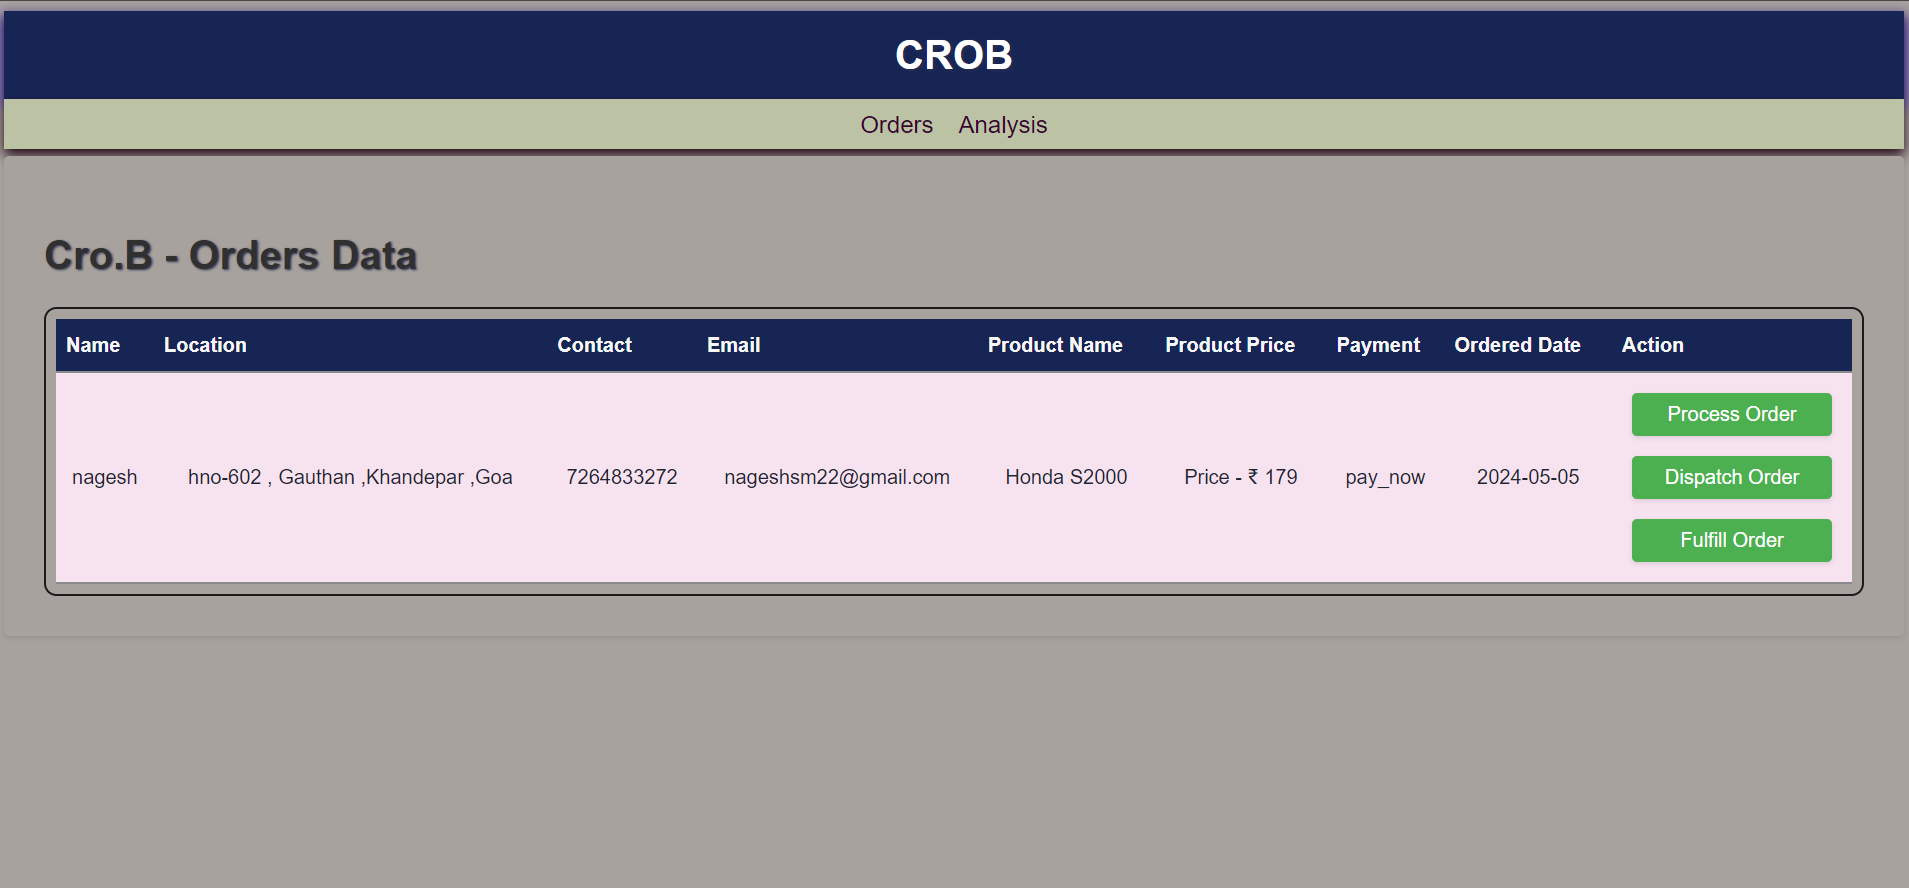 CROB
Orders Analysis
Cro.B - Orders Data
Name Location Contact Email Product Name Product Price Payment Ordered Date Action
Process Order
nagesh hno-602 , Gauthan ,Khandepar ,Goa 7264833272 nageshsm22@gmail.com Honda S2000 Price - ₹ 179 pay_now 2024-05-05 Dispatch Order
Fulfill Order